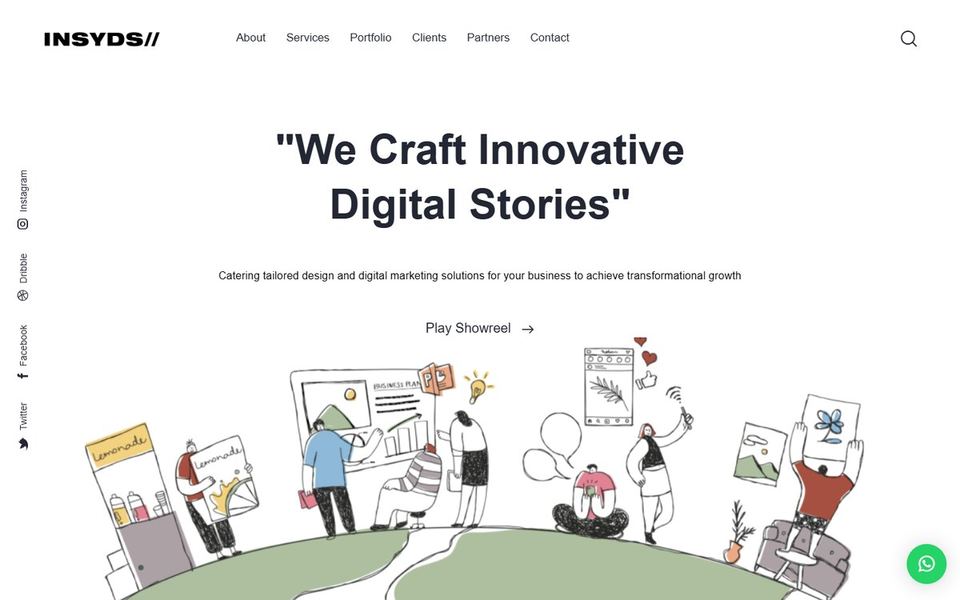 INSYDS//
About Services Portfolio Clients Partners Contact
"We Craft Innovative
Digital Stories"
Catering tailored design and digital marketing solutions for your business to achieve transformational growth
Play Showreel
Instagram
Dribble
Facebook
Twitter
Lemonade
Lemonade
BUSINESS PLAN
P